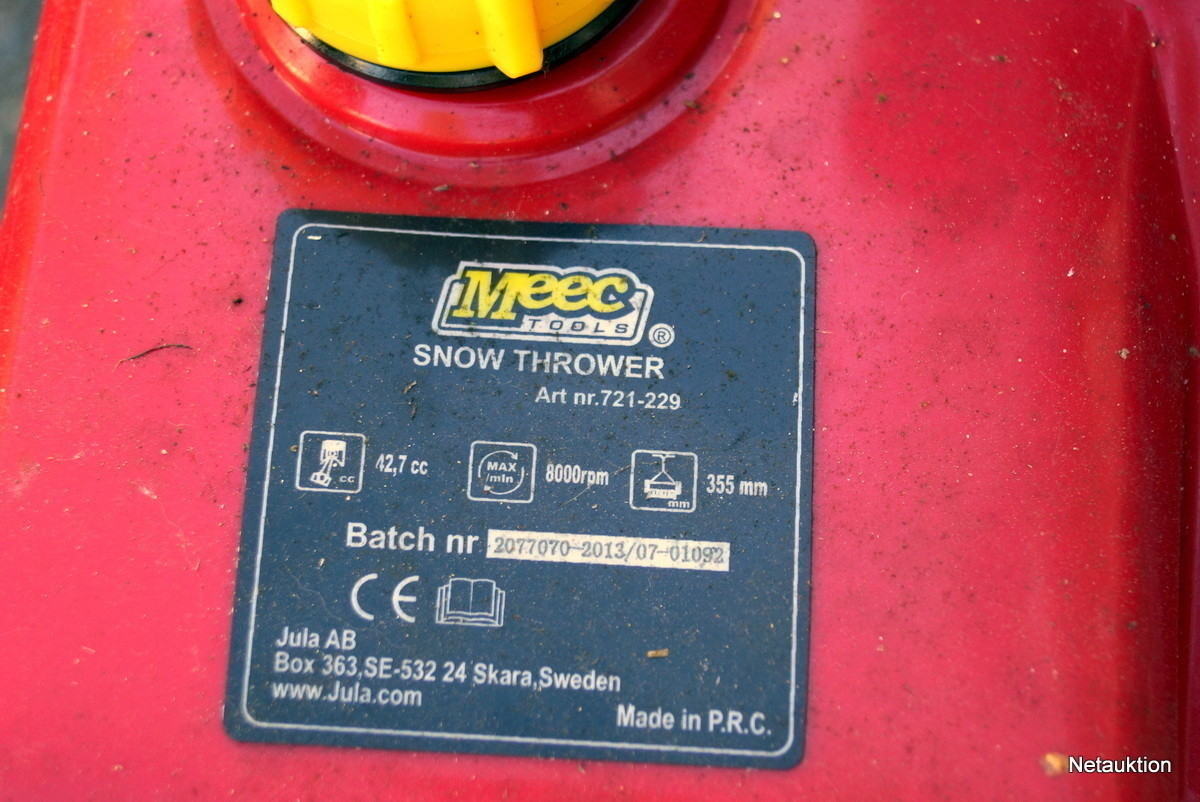 Meec
TOOLS ®
SNOW THROWER
Art nr.721-229
cc 42,7 cc MAX /min 8000rpm mm 355 mm
Batch nr 2077070-2013/07-01092
CE
Jula AB
Box 363,SE-532 24 Skara,Sweden
www.Jula.com
Made in P.R.C.
Netauktion